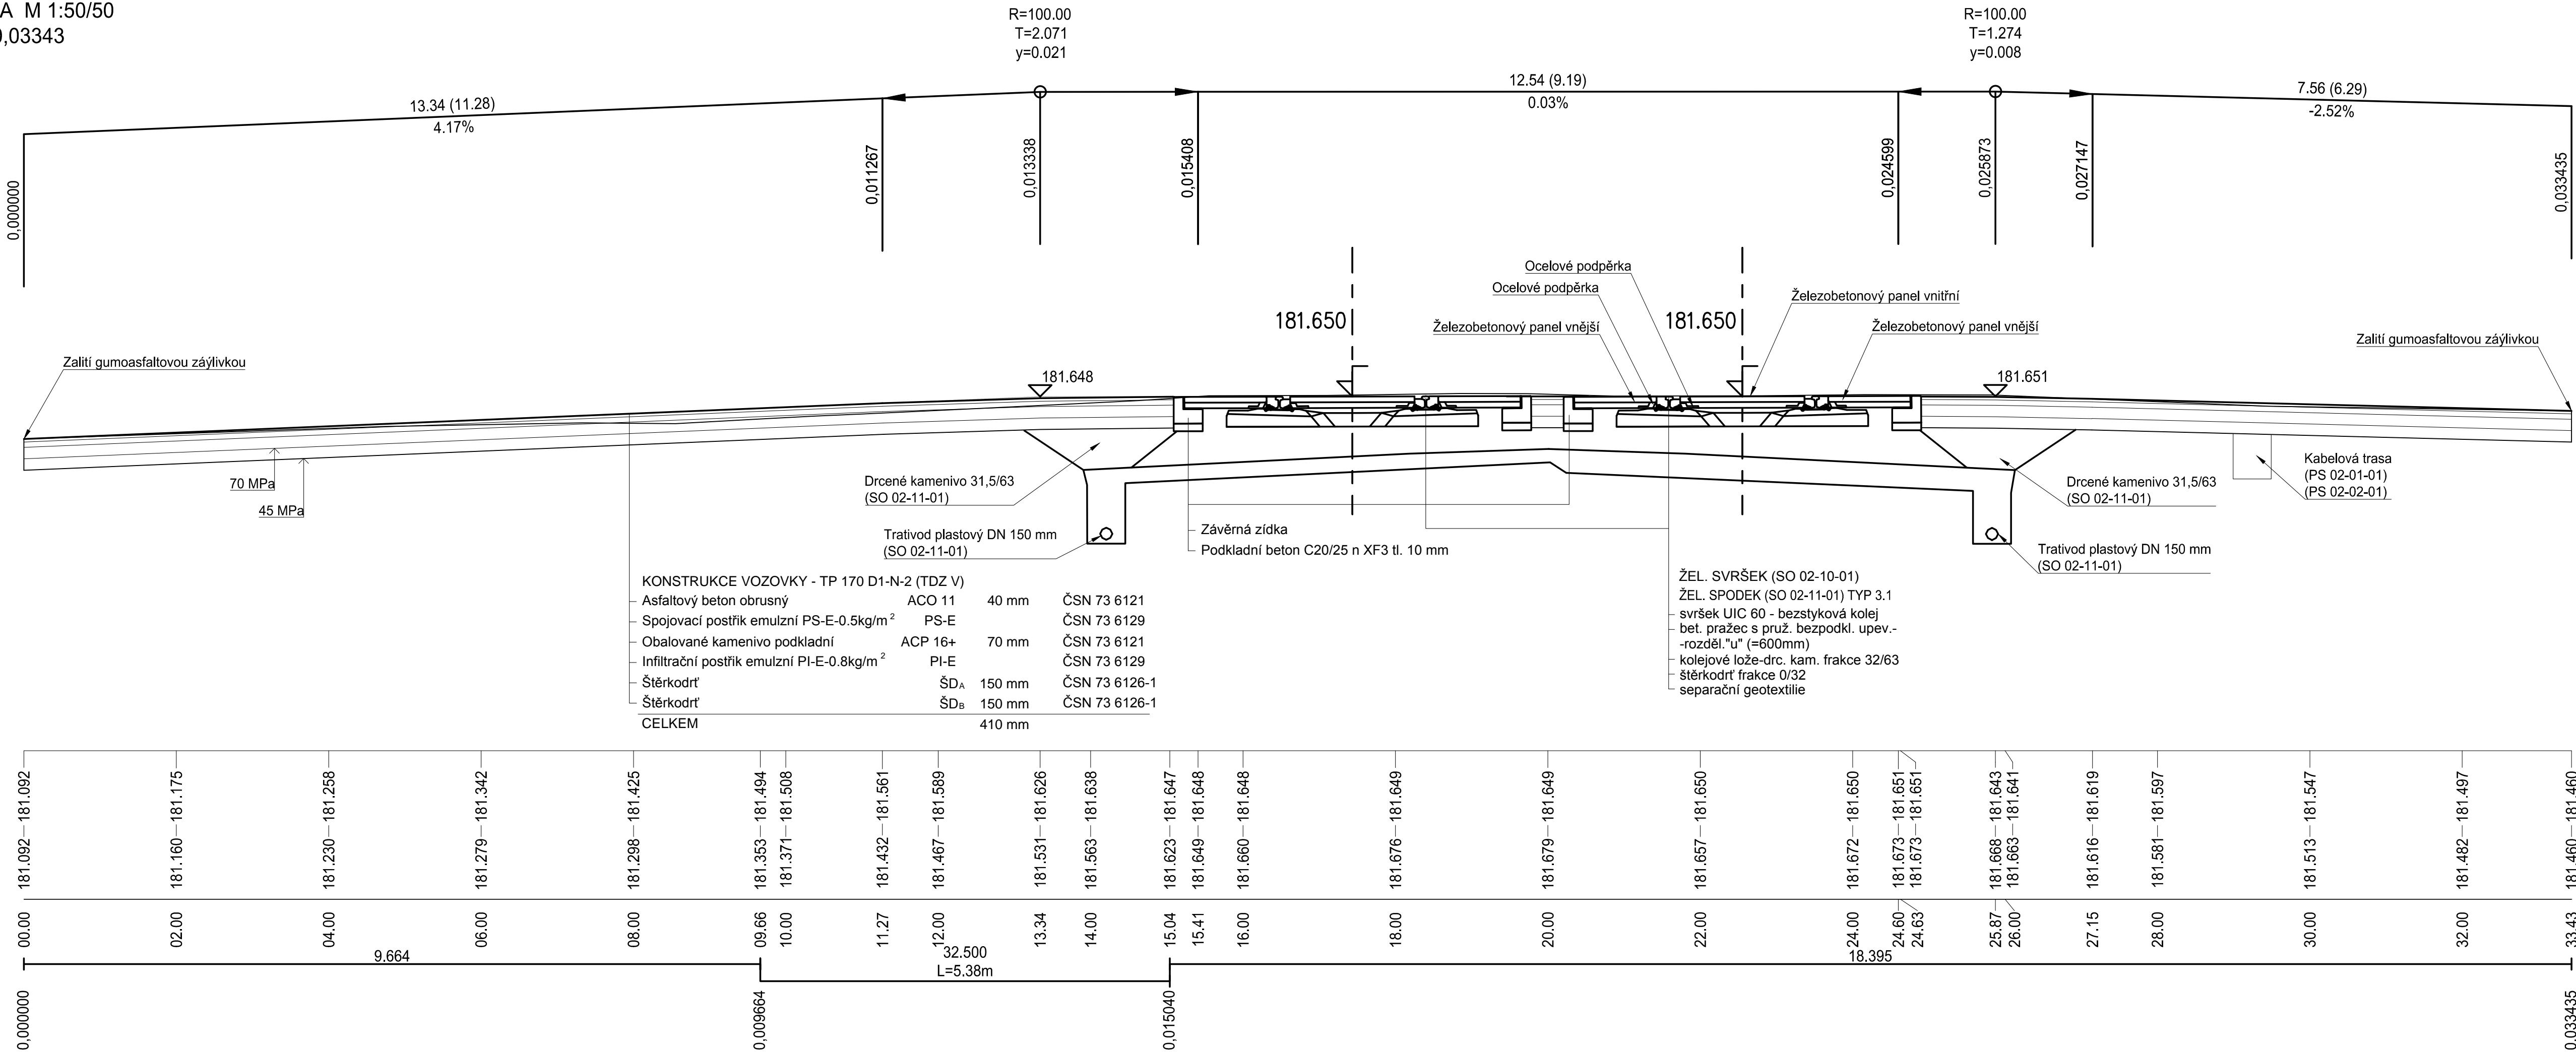 A M 1:50/50
0,03343
R=100.00
T=2.071
y=0.021
R=100.00
T=1.274
y=0.008
13.34 (11.28)
4.17%
12.54 (9.19)
0.03%
7.56 (6.29)
-2.52%
0,000000
0,011267
0,013338
0,015408
0,024599
0,025873
0,027147
0,033435
Ocelové podpěrka
Ocelové podpěrka
Železobetonový panel vnitřní
181.650
181.650
Železobetonový panel vnější
Železobetonový panel vnější
Zalití gumoasfaltovou záýlivkou
Zalití gumoasfaltovou záýlivkou
181.648
181.651
70 MPa
45 MPa
Drcené kamenivo 31,5/63
(SO 02-11-01)
Drcené kamenivo 31,5/63
(SO 02-11-01)
Kabelová trasa
(PS 02-01-01)
(PS 02-02-01)
Trativod plastový DN 150 mm
(SO 02-11-01)
Závěrná zídka
Podkladní beton C20/25 n XF3 tl. 10 mm
Trativod plastový DN 150 mm
(SO 02-11-01)
KONSTRUKCE VOZOVKY - TP 170 D1-N-2 (TDZ V)
Asfaltový beton obrusný ACO 11 40 mm ČSN 73 6121
Spojovací postřik emulzní PS-E-0.5kg/m² PS-E ČSN 73 6129
Obalované kamenivo podkladní ACP 16+ 70 mm ČSN 73 6121
Infiltrační postřik emulzní PI-E-0.8kg/m² PI-E ČSN 73 6129
Štěrkodrť ŠDA 150 mm ČSN 73 6126-1
Štěrkodrť ŠDB 150 mm ČSN 73 6126-1
CELKEM 410 mm
ŽEL. SVRŠEK (SO 02-10-01)
ŽEL. SPODEK (SO 02-11-01) TYP 3.1
svršek UIC 60 - bezstyková kolej
bet. pražec s pruž. bezpodkl. upev.-
-rozděl."u" (=600mm)
kolejové lože-drc. kam. frakce 32/63
štěrkodrť frakce 0/32
separační geotextilie
181.092 — 181.092
181.160 — 181.175
181.230 — 181.258
181.279 — 181.342
181.298 — 181.425
181.353 — 181.494
181.371 — 181.508
181.432 — 181.561
181.467 — 181.589
181.531 — 181.626
181.563 — 181.638
181.623 — 181.647
181.649 — 181.648
181.660 — 181.648
181.676 — 181.649
181.679 — 181.649
181.657 — 181.650
181.672 — 181.650
181.673 — 181.651
181.673 — 181.651
181.668 — 181.643
181.663 — 181.641
181.616 — 181.619
181.581 — 181.597
181.513 — 181.547
181.482 — 181.497
181.460 — 181.460
00.00
02.00
04.00
06.00
08.00
09.66
10.00
11.27
12.00
13.34
14.00
15.04
15.41
16.00
18.00
20.00
22.00
24.00
24.60
24.63
25.87
26.00
27.15
28.00
30.00
32.00
33.43
9.664
32.500
L=5.38m
18.395
0,000000
0,009664
0,015040
0,033435